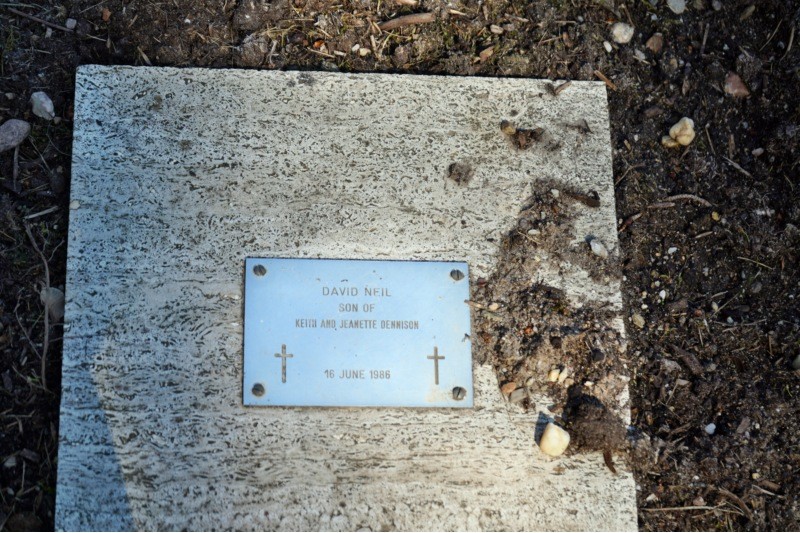 DAVID NEIL
SON OF
KEITH AND JEANETTE DENNISON
16 JUNE 1986